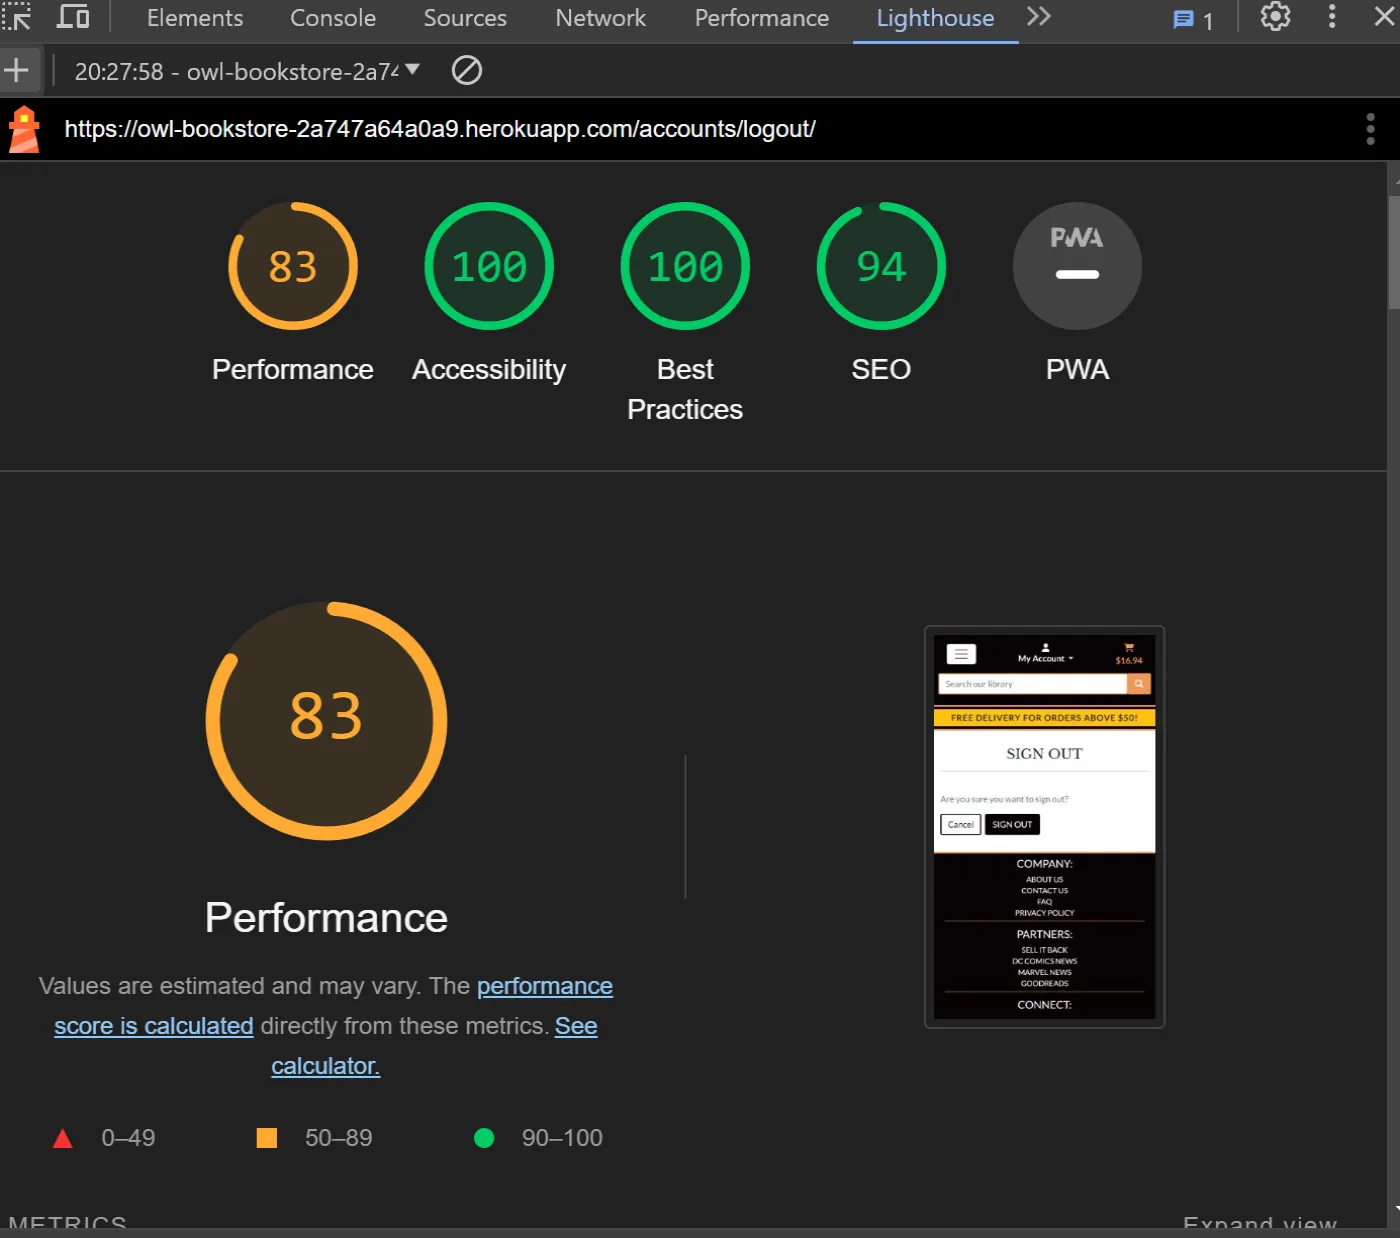 Elements Console Sources Network Performance Lighthouse 1
20:27:58 - owl-bookstore-2a74
https://owl-bookstore-2a747a64a0a9.herokuapp.com/accounts/logout/
83 100 100 94 PWA
Performance Accessibility Best Practices SEO PWA
83
Performance
Values are estimated and may vary. The performance
score is calculated directly from these metrics. See
calculator.
0–49 50–89 90–100
METRICS Expand view
My Account $16.94
Search our library
FREE DELIVERY FOR ORDERS ABOVE $50!
SIGN OUT
Are you sure you want to sign out?
Cancel SIGN OUT
COMPANY:
ABOUT US
CONTACT US
FAQ
PRIVACY POLICY
PARTNERS:
SELL IT BACK
DC COMICS NEWS
MARVEL NEWS
GOODREADS
CONNECT: